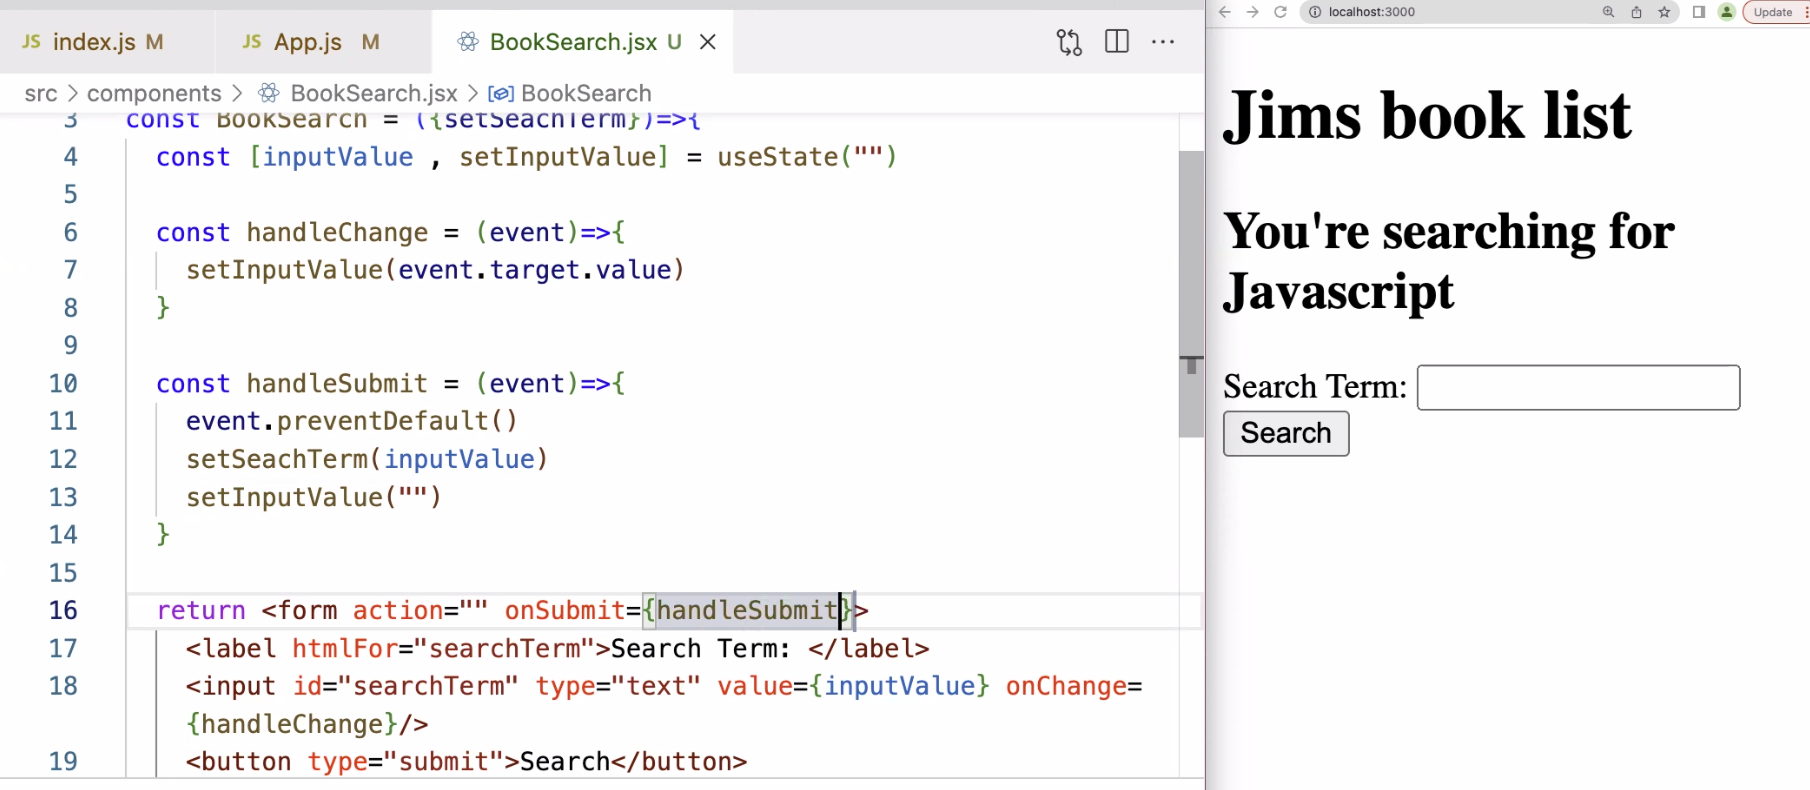 JS index.js M
JS App.js M
BookSearch.jsx U
src > components > BookSearch.jsx > BookSearch
3 const BookSearch = ({setSeachTerm})=>{
4 const [inputValue , setInputValue] = useState("")
5
6 const handleChange = (event)=>{
7 setInputValue(event.target.value)
8 }
9
10 const handleSubmit = (event)=>{
11 event.preventDefault()
12 setSeachTerm(inputValue)
13 setInputValue("")
14 }
15
16 return <form action="" onSubmit={handleSubmit}>
17 <label htmlFor="searchTerm">Search Term: </label>
18 <input id="searchTerm" type="text" value={inputValue} onChange=
{handleChange}/>
19 <button type="submit">Search</button>
localhost:3000
Update
Jims book list
You're searching for
Javascript
Search Term:
Search